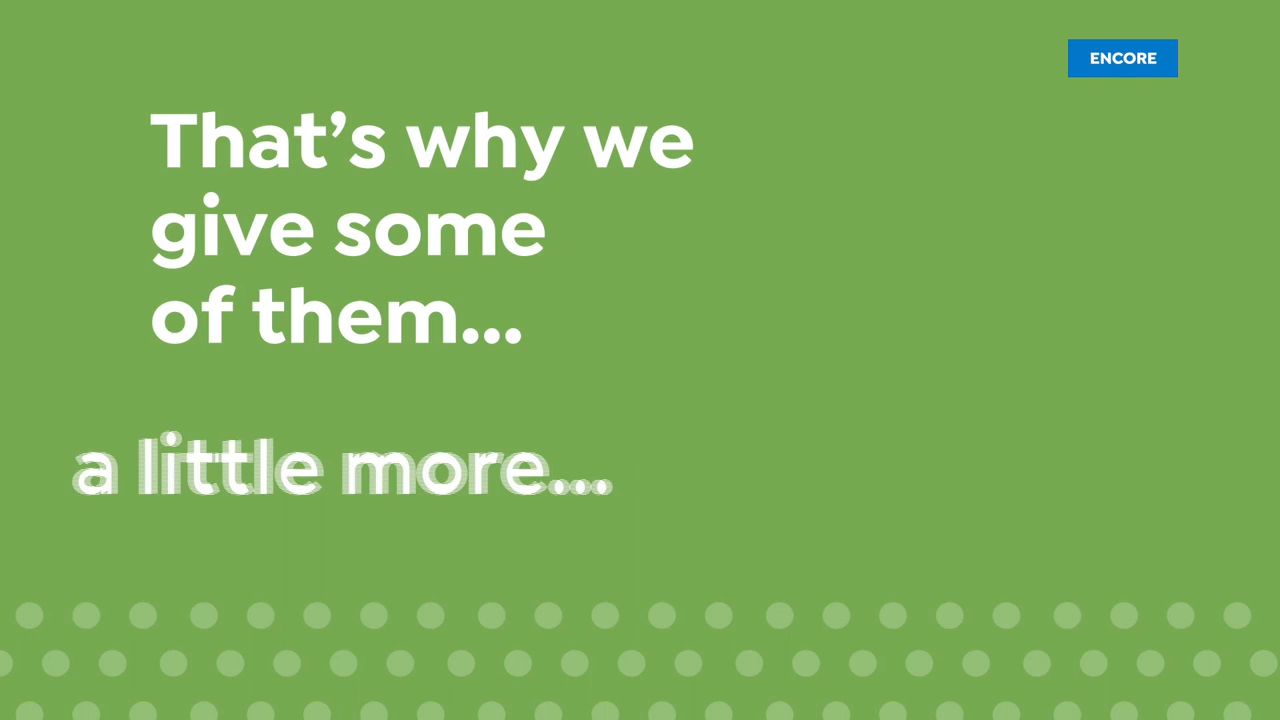 ENCORE
That’s why we
give some
of them...
a little more...